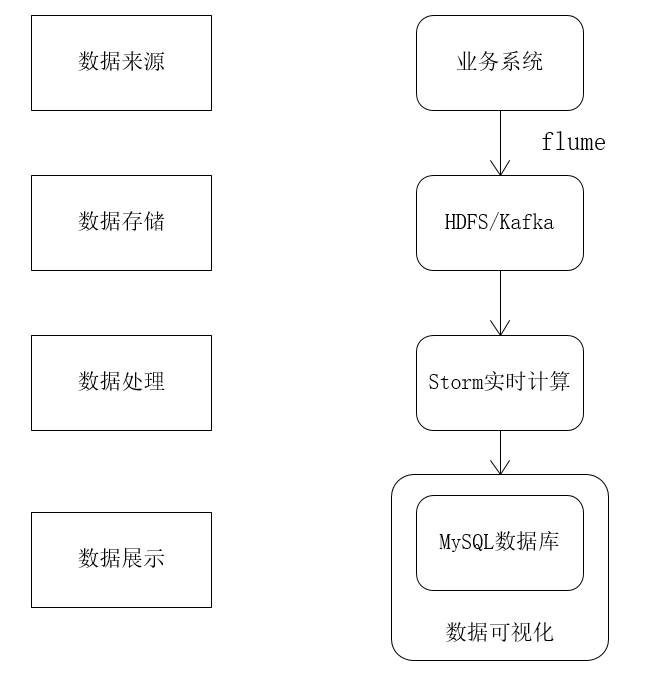 数据来源
业务系统
flume
数据存储
HDFS/Kafka
数据处理
Storm实时计算
数据展示
MySQL数据库
数据可视化